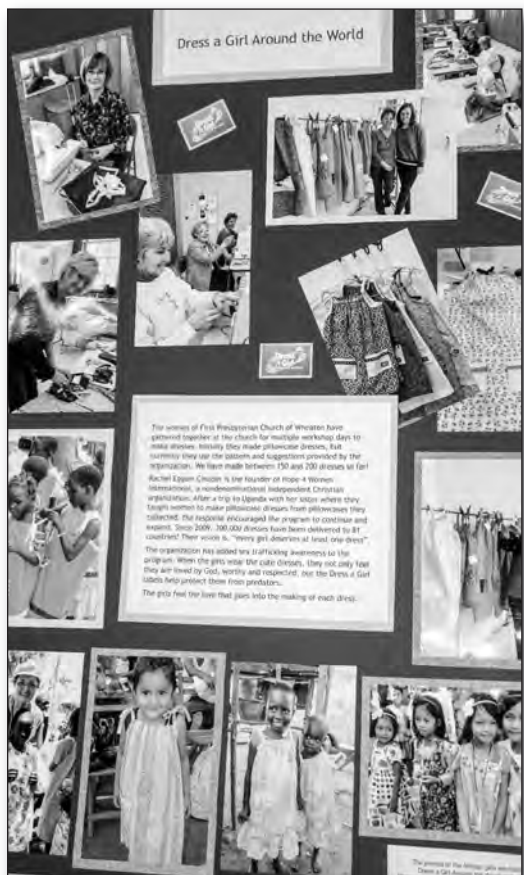 Dress a Girl Around the World
The women of First Presbyterian Church of Wheaton have
gathered together at the church for multiple workshop days to
make dresses. Initially they made pillowcase dresses, but
currently they use the pattern and suggestions provided by the
organization. We have made between 150 and 200 dresses so far!
Rachel Eggum Cinader is the founder of Hope 4 Women
International, a nondenominational independent Christian
organization. After a trip to Uganda with her sister where they
taught women to make pillowcase dresses from pillowcases they
collected, the response encouraged the program to continue and
expand. Since 2009, 300,000 dresses have been delivered to 81
countries! Their vision is, "every girl deserves at least one dress".
The organization has added sex trafficking awareness to the
program. When the girls wear the cute dresses, they not only feel
they are loved by God, worthy and respected, but the Dress a Girl
labels help protect them from predators.
The girls feel the love that goes into the making of each dress.